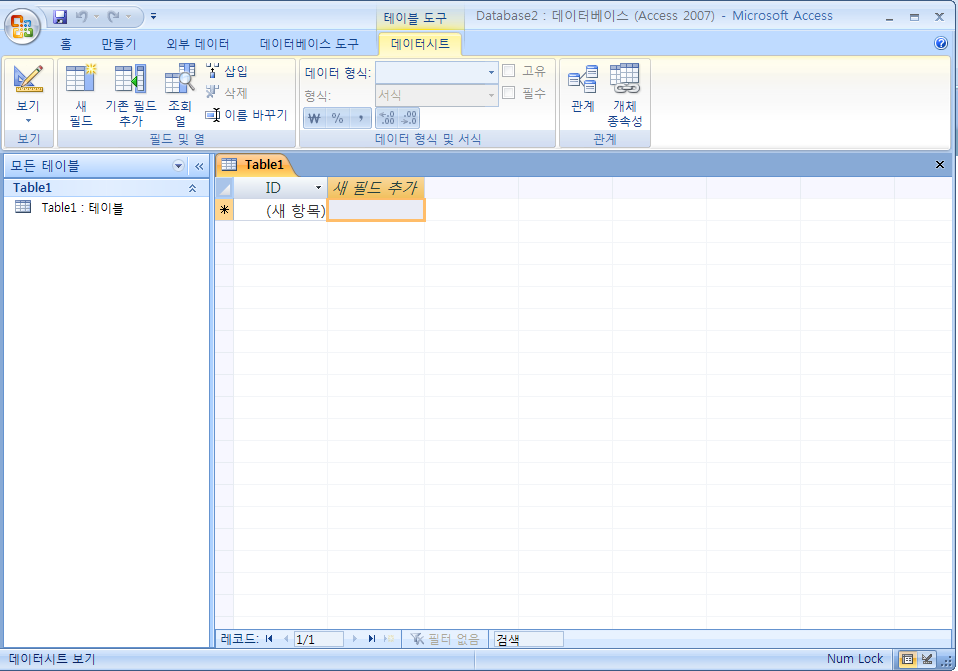 테이블 도구
Database2 : 데이터베이스 (Access 2007) - Microsoft Access
홈 만들기 외부 데이터 데이터베이스 도구 데이터시트
보기
새 필드
기존 필드 추가
조회 열
삽입
삭제
이름 바꾸기
데이터 형식:
형식: 서식
고유
필수
₩ % ,
.0 .00
.00 .0
관계
개체 종속성
보기
필드 및 열
데이터 형식 및 서식
관계
모든 테이블
Table1
Table1 : 테이블
Table1
ID 새 필드 추가
(새 항목)
레코드: 1/1 필터 없음 검색
데이터시트 보기
Num Lock